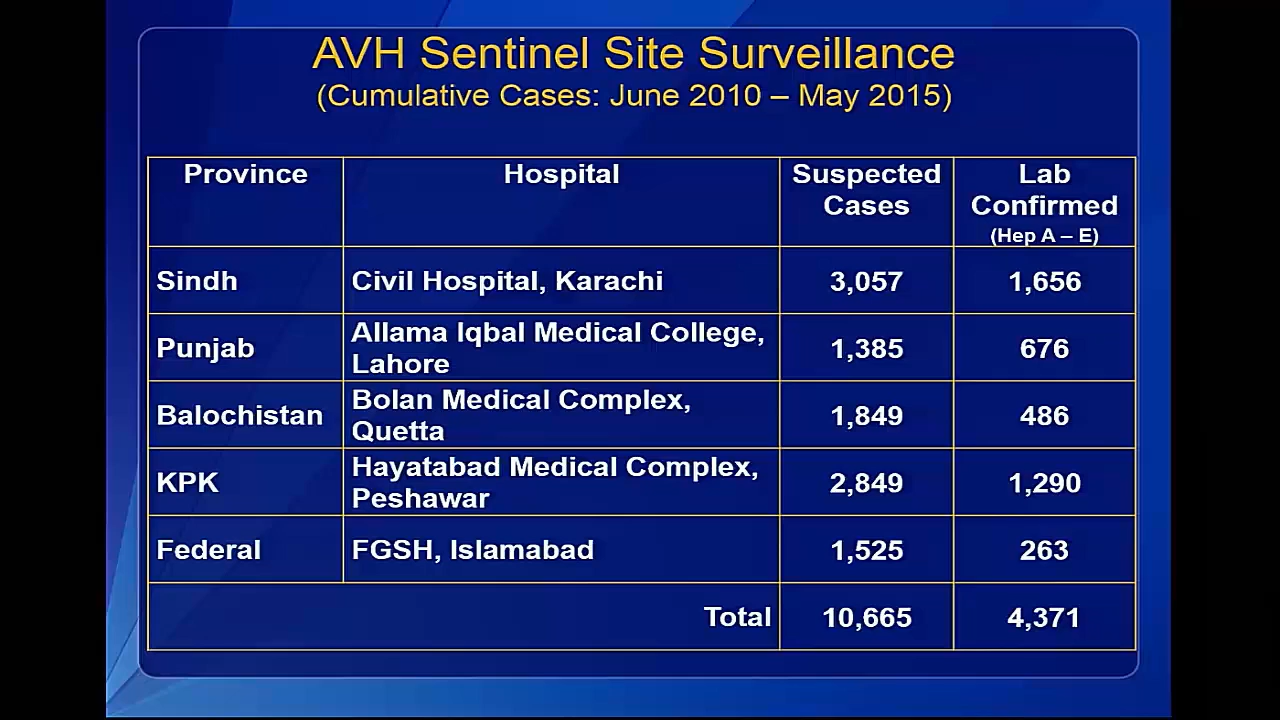 AVH Sentinel Site Surveillance
(Cumulative Cases: June 2010 – May 2015)
Province Hospital Suspected Cases Lab Confirmed (Hep A – E)
Sindh Civil Hospital, Karachi 3,057 1,656
Punjab Allama Iqbal Medical College, Lahore 1,385 676
Balochistan Bolan Medical Complex, Quetta 1,849 486
KPK Hayatabad Medical Complex, Peshawar 2,849 1,290
Federal FGSH, Islamabad 1,525 263
Total 10,665 4,371